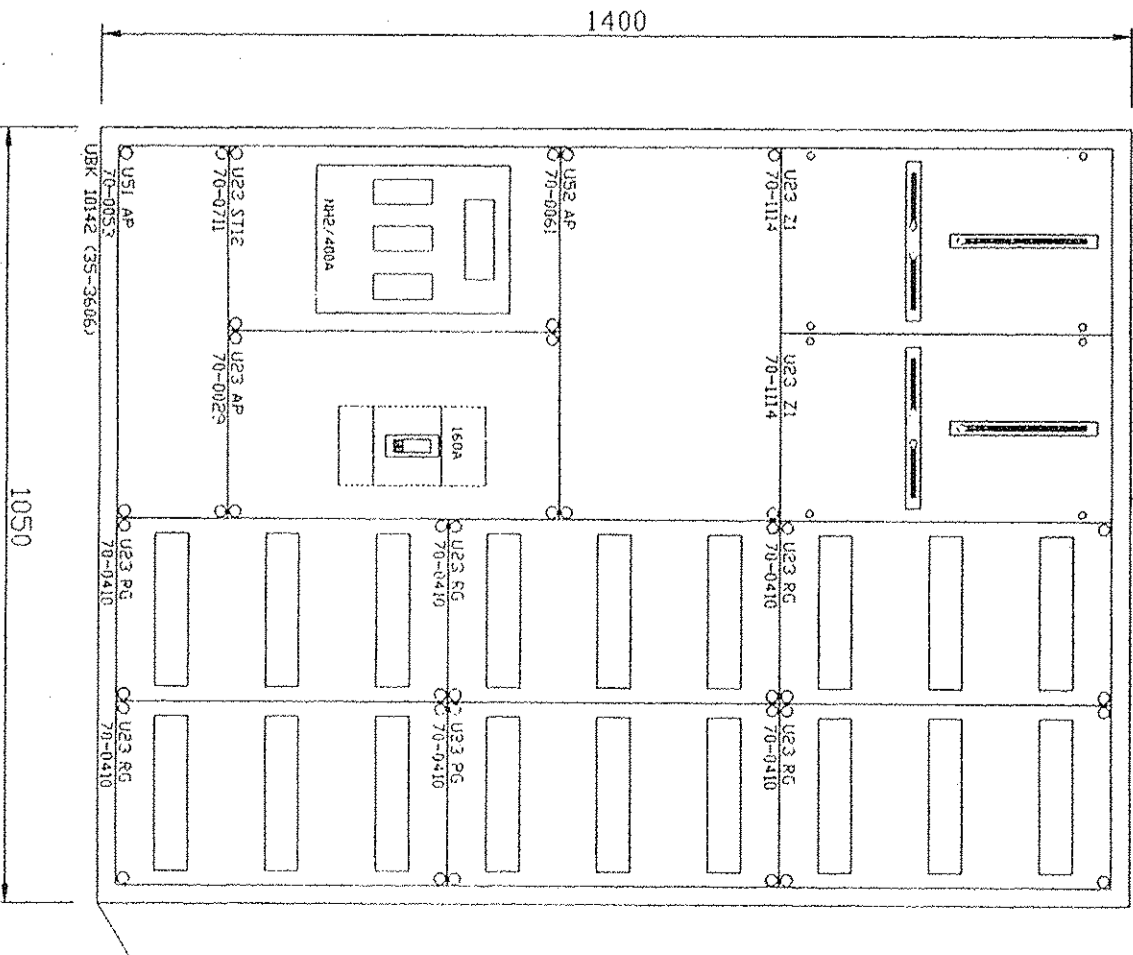 1400
U23 Z1
70-1114
U23 Z1
70-1114
U23 RG
70-0410
U23 RG
70-0410
U52 AP
70-0061
160A
U23 RG
70-0410
U23 RG
70-0410
NH2/400A
U23 ST12
70-0711
U23 AP
70-0029
U51 AP
70-0053
U23 RG
70-0410
U23 RG
70-0410
UBK 10142 (35-3606)
1050